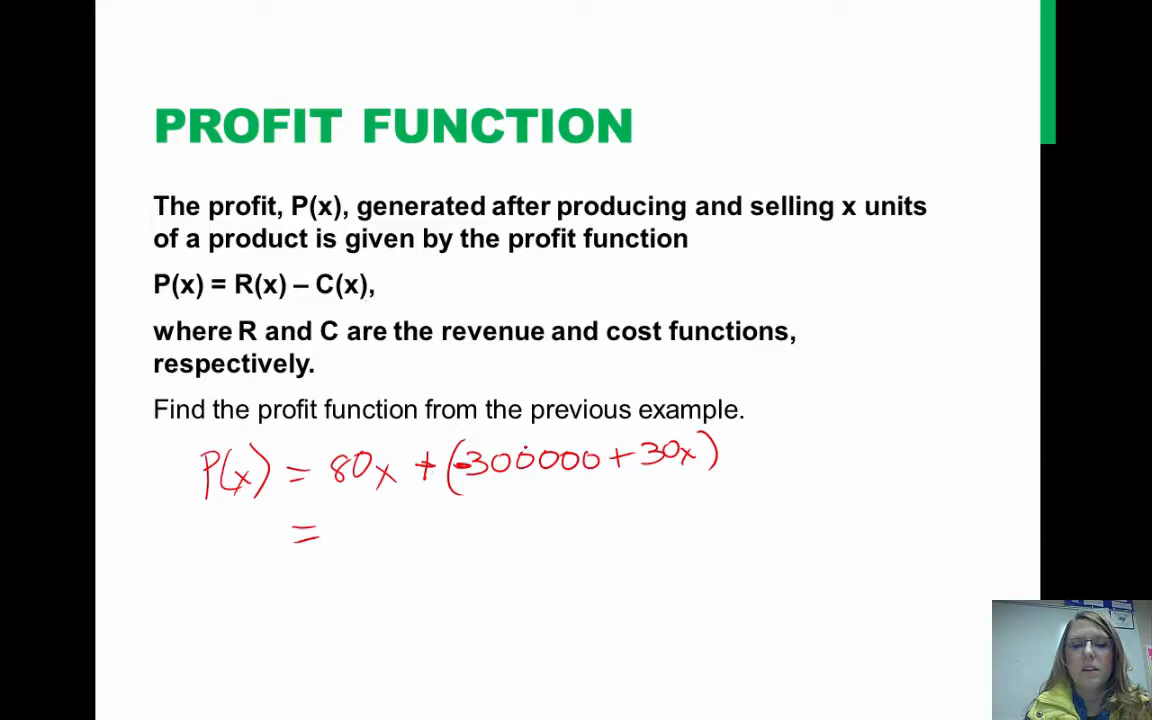 PROFIT FUNCTION
The profit, P(x), generated after producing and selling x units
of a product is given by the profit function
P(x) = R(x) – C(x),
where R and C are the revenue and cost functions,
respectively.
Find the profit function from the previous example.
P(x) = 80x + (-300000 + 30x)
=